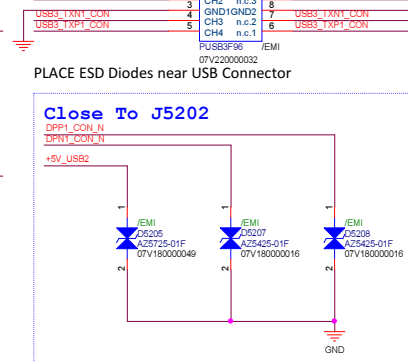 3 CH2 n.c.3 8
USB3_TXN1_CON 4 GND1GND2 7 USB3_TXN1_CON
USB3_TXP1_CON 5 CH3 n.c.2 6 USB3_TXP1_CON
CH4 n.c.1
PUSB3F96 /EMI
07V220000032
PLACE ESD Diodes near USB Connector
Close To J5202
DPP1_CON_N
DPN1_CON_N
+5V_USB2
1 1 1
/EMI /EMI /EMI
D5205 D5207 D5208
AZ5725-01F AZ5425-01F AZ5425-01F
07V180000049 07V180000016 07V180000016
2 2 2
GND